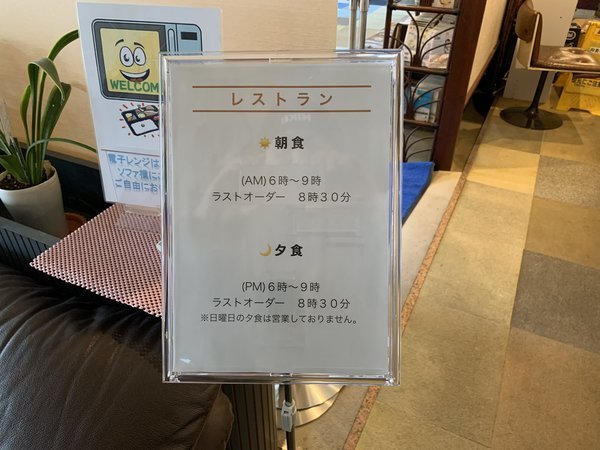 WELCOM
電子レンジは
ソファ横に
ご自由にお
レストラン
朝食
(AM)6時〜9時
ラストオーダー 8時30分
夕食
(PM)6時〜9時
ラストオーダー 8時30分
※日曜日の夕食は営業しておりません。